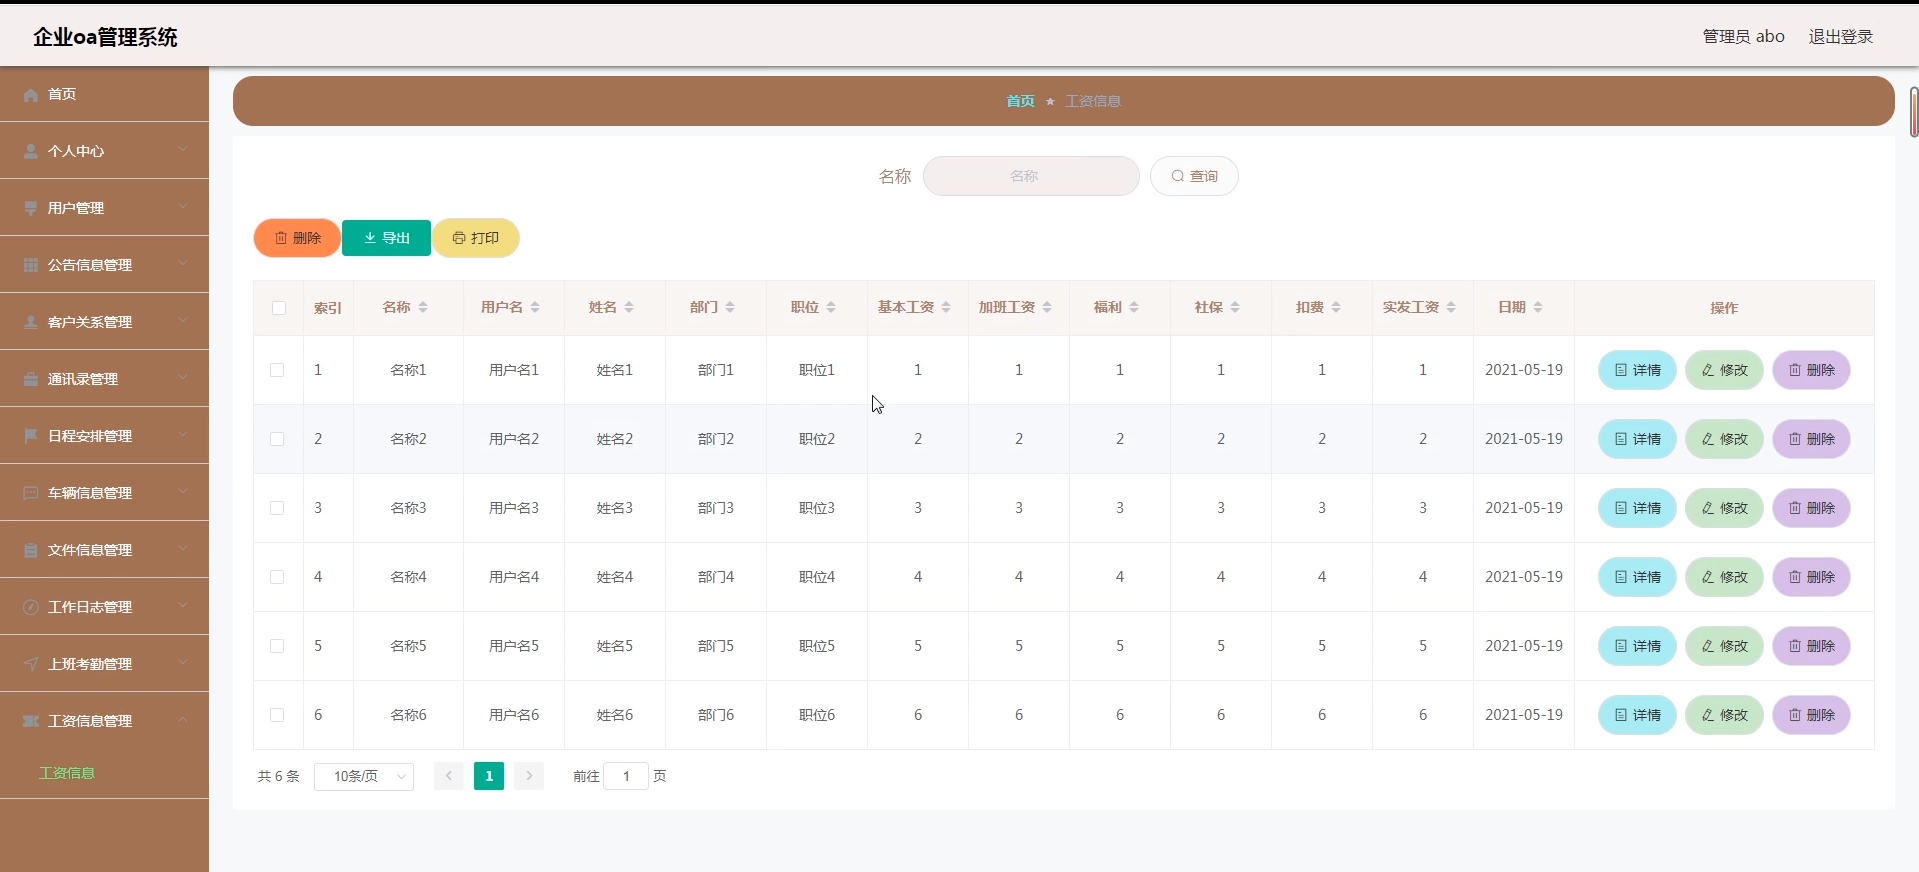 企业oa管理系统
管理员 abo 退出登录
首页
个人中心
用户管理
公告信息管理
客户关系管理
通讯录管理
日程安排管理
车辆信息管理
文件信息管理
工作日志管理
上班考勤管理
工资信息管理
工资信息
首页 ★ 工资信息
名称 名称 查询
删除 导出 打印
索引 名称 用户名 姓名 部门 职位 基本工资 加班工资 福利 社保 扣费 实发工资 日期 操作
1 名称1 用户名1 姓名1 部门1 职位1 1 1 1 1 1 1 2021-05-19 详情 修改 删除
2 名称2 用户名2 姓名2 部门2 职位2 2 2 2 2 2 2 2021-05-19 详情 修改 删除
3 名称3 用户名3 姓名3 部门3 职位3 3 3 3 3 3 3 2021-05-19 详情 修改 删除
4 名称4 用户名4 姓名4 部门4 职位4 4 4 4 4 4 4 2021-05-19 详情 修改 删除
5 名称5 用户名5 姓名5 部门5 职位5 5 5 5 5 5 5 2021-05-19 详情 修改 删除
6 名称6 用户名6 姓名6 部门6 职位6 6 6 6 6 6 6 2021-05-19 详情 修改 删除
共 6 条 10条/页 1 前往 1 页